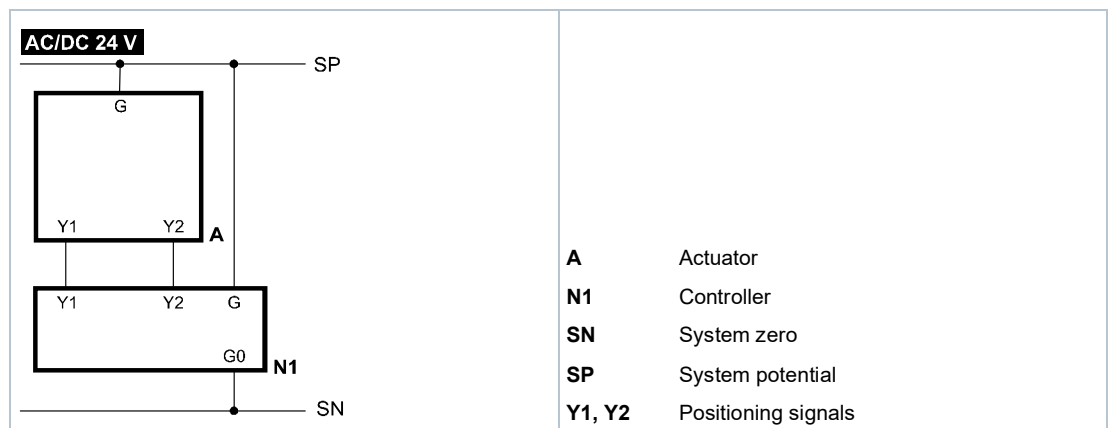 AC/DC 24 V
SP
G
Y1 Y2
A
Y1 Y2 G
G0
N1
SN
A Actuator
N1 Controller
SN System zero
SP System potential
Y1, Y2 Positioning signals